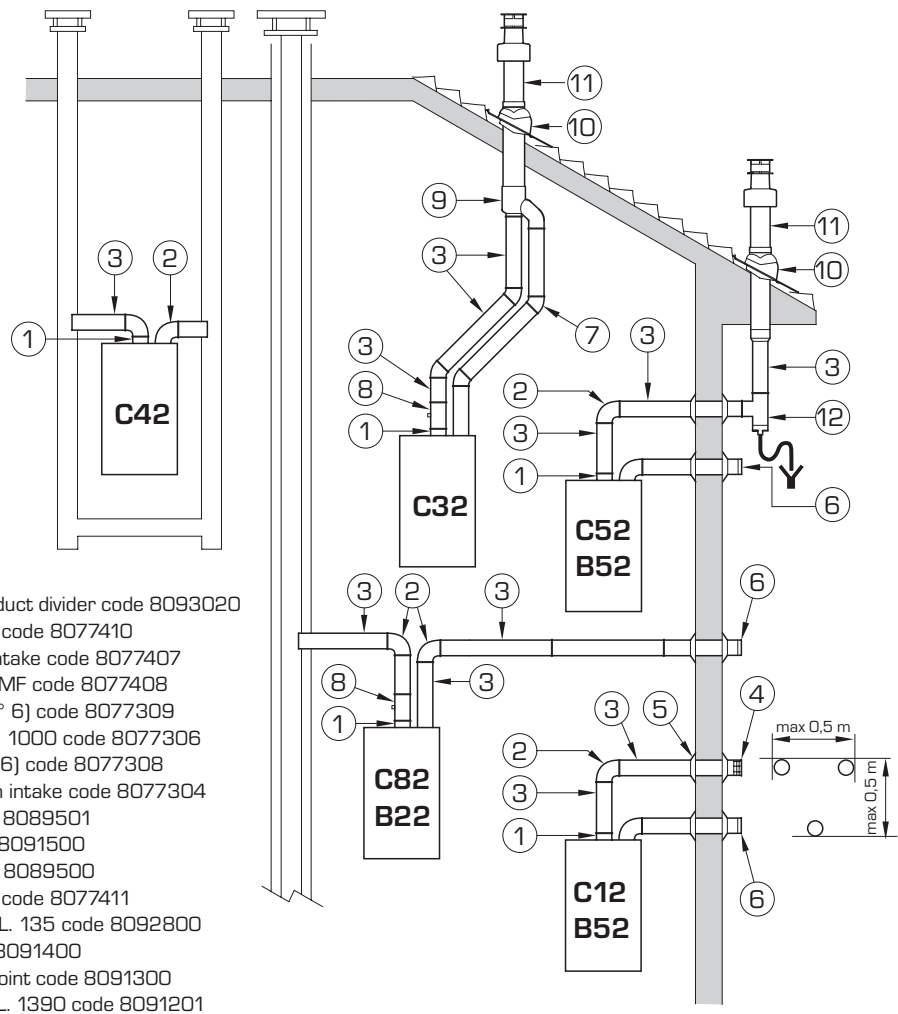 11
10
9
3
3
2
1
C42
11
10
7
3
3
8
1
C32
3
2
3
1
C52
B52
3
12
6
duct divider code 8093020
code 8077410
ntake code 8077407
MF code 8077408
° 6) code 8077309
. 1000 code 8077306
6) code 8077308
n intake code 8077304
8089501
8091500
8089500
code 8077411
L. 135 code 8092800
8091400
oint code 8091300
L. 1390 code 8091201
3
2
3
6
8
3
1
C82
B22
3
5
4
2
3
1
C12
B52
6
max 0,5 m
max 0,5 m